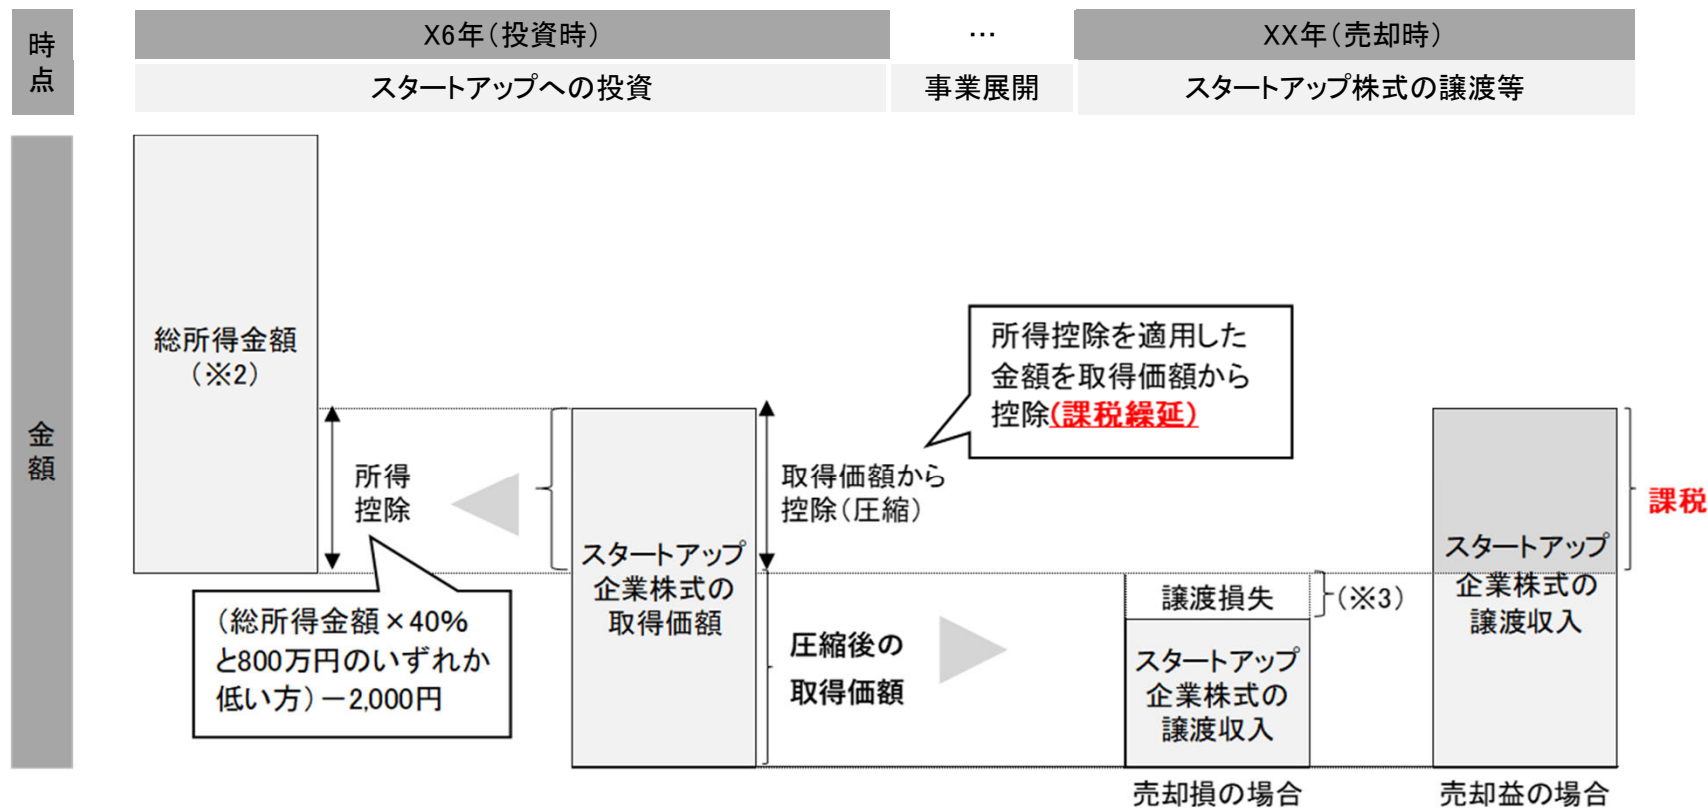 時
点
X6年（投資時）
…
XX年（売却時）
スタートアップへの投資
事業展開
スタートアップ株式の譲渡等
金
額
総所得金額
（※2）
所得
控除
（総所得金額×40%
と800万円のいずれか
低い方）－2,000円
スタートアップ
企業株式の
取得価額
取得価額から
控除（圧縮）
所得控除を適用した
金額を取得価額から
控除(課税繰延)
圧縮後の
取得価額
譲渡損失
（※3）
スタートアップ
企業株式の
譲渡収入
売却損の場合
スタートアップ
企業株式の
譲渡収入
課税
売却益の場合